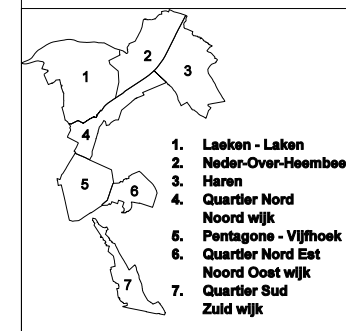 2
1
3
4
5
6
7
1. Laeken - Laken
2. Neder-Over-Heembee
3. Haren
4. Quartier Nord
Noord wijk
5. Pentagone - Vijfhoek
6. Quartier Nord Est
Noord Oost wijk
7. Quartier Sud
Zuid wijk